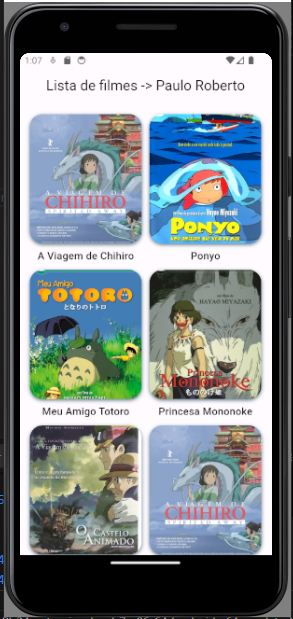 1:07
Lista de filmes -> Paulo Roberto
A VIAGEM DE
CHIHIRO
SPIRITED AWAY
Hayao Miyazaki
PONYO
A Viagem de Chihiro
Ponyo
Meu Amigo
TOTORO
となりのトトロ
um filme de
HAYAO MIYAZAKI
Princesa
Mononoke
もののけ姫
Meu Amigo Totoro
Princesa Mononoke
O CASTELO
ANIMADO
A VIAGEM DE
CHIHIRO
SPIRITED AWAY